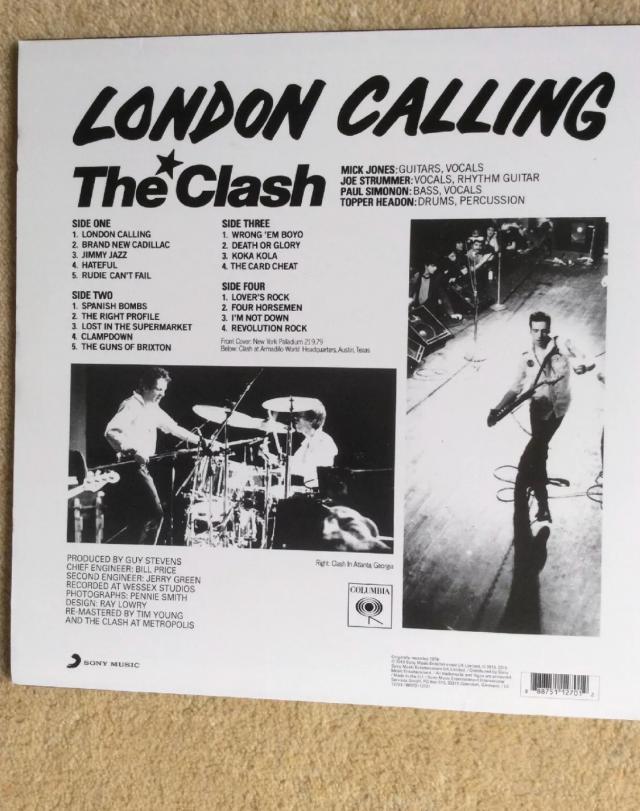 LONDON CALLING
The Clash
MICK JONES: GUITARS, VOCALS
JOE STRUMMER: VOCALS, RHYTHM GUITAR
PAUL SIMONON: BASS, VOCALS
TOPPER HEADON: DRUMS, PERCUSSION
SIDE ONE
1. LONDON CALLING
2. BRAND NEW CADILLAC
3. JIMMY JAZZ
4. HATEFUL
5. RUDIE CAN'T FAIL
SIDE TWO
1. SPANISH BOMBS
2. THE RIGHT PROFILE
3. LOST IN THE SUPERMARKET
4. CLAMPDOWN
5. THE GUNS OF BRIXTON
SIDE THREE
1. WRONG 'EM BOYO
2. DEATH OR GLORY
3. KOKA KOLA
4. THE CARD CHEAT
SIDE FOUR
1. LOVER'S ROCK
2. FOUR HORSEMEN
3. I'M NOT DOWN
4. REVOLUTION ROCK
Front Cover: New York Palladium 21.9.79
Below: Clash at Armadillo World Headquarters, Austin, Texas
Right: Clash In Atlanta, Georgia
PRODUCED BY GUY STEVENS
CHIEF ENGINEER: BILL PRICE
SECOND ENGINEER: JERRY GREEN
RECORDED AT WESSEX STUDIOS
PHOTOGRAPHS: PENNIE SMITH
DESIGN: RAY LOWRY
RE-MASTERED BY TIM YOUNG
AND THE CLASH AT METROPOLIS
COLUMBIA
SONY MUSIC
8 88751 12701 2